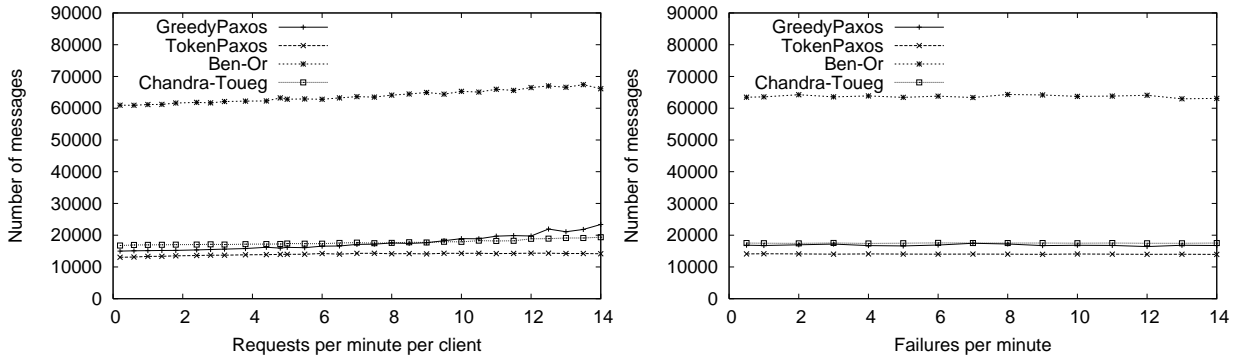 Number of messages
90000
80000
70000
60000
50000
40000
30000
20000
10000
0
GreedyPaxos
TokenPaxos
Ben-Or
Chandra-Toueg
0 2 4 6 8 10 12 14
Requests per minute per client
Number of messages
90000
80000
70000
60000
50000
40000
30000
20000
10000
0
GreedyPaxos
TokenPaxos
Ben-Or
Chandra-Toueg
0 2 4 6 8 10 12 14
Failures per minute